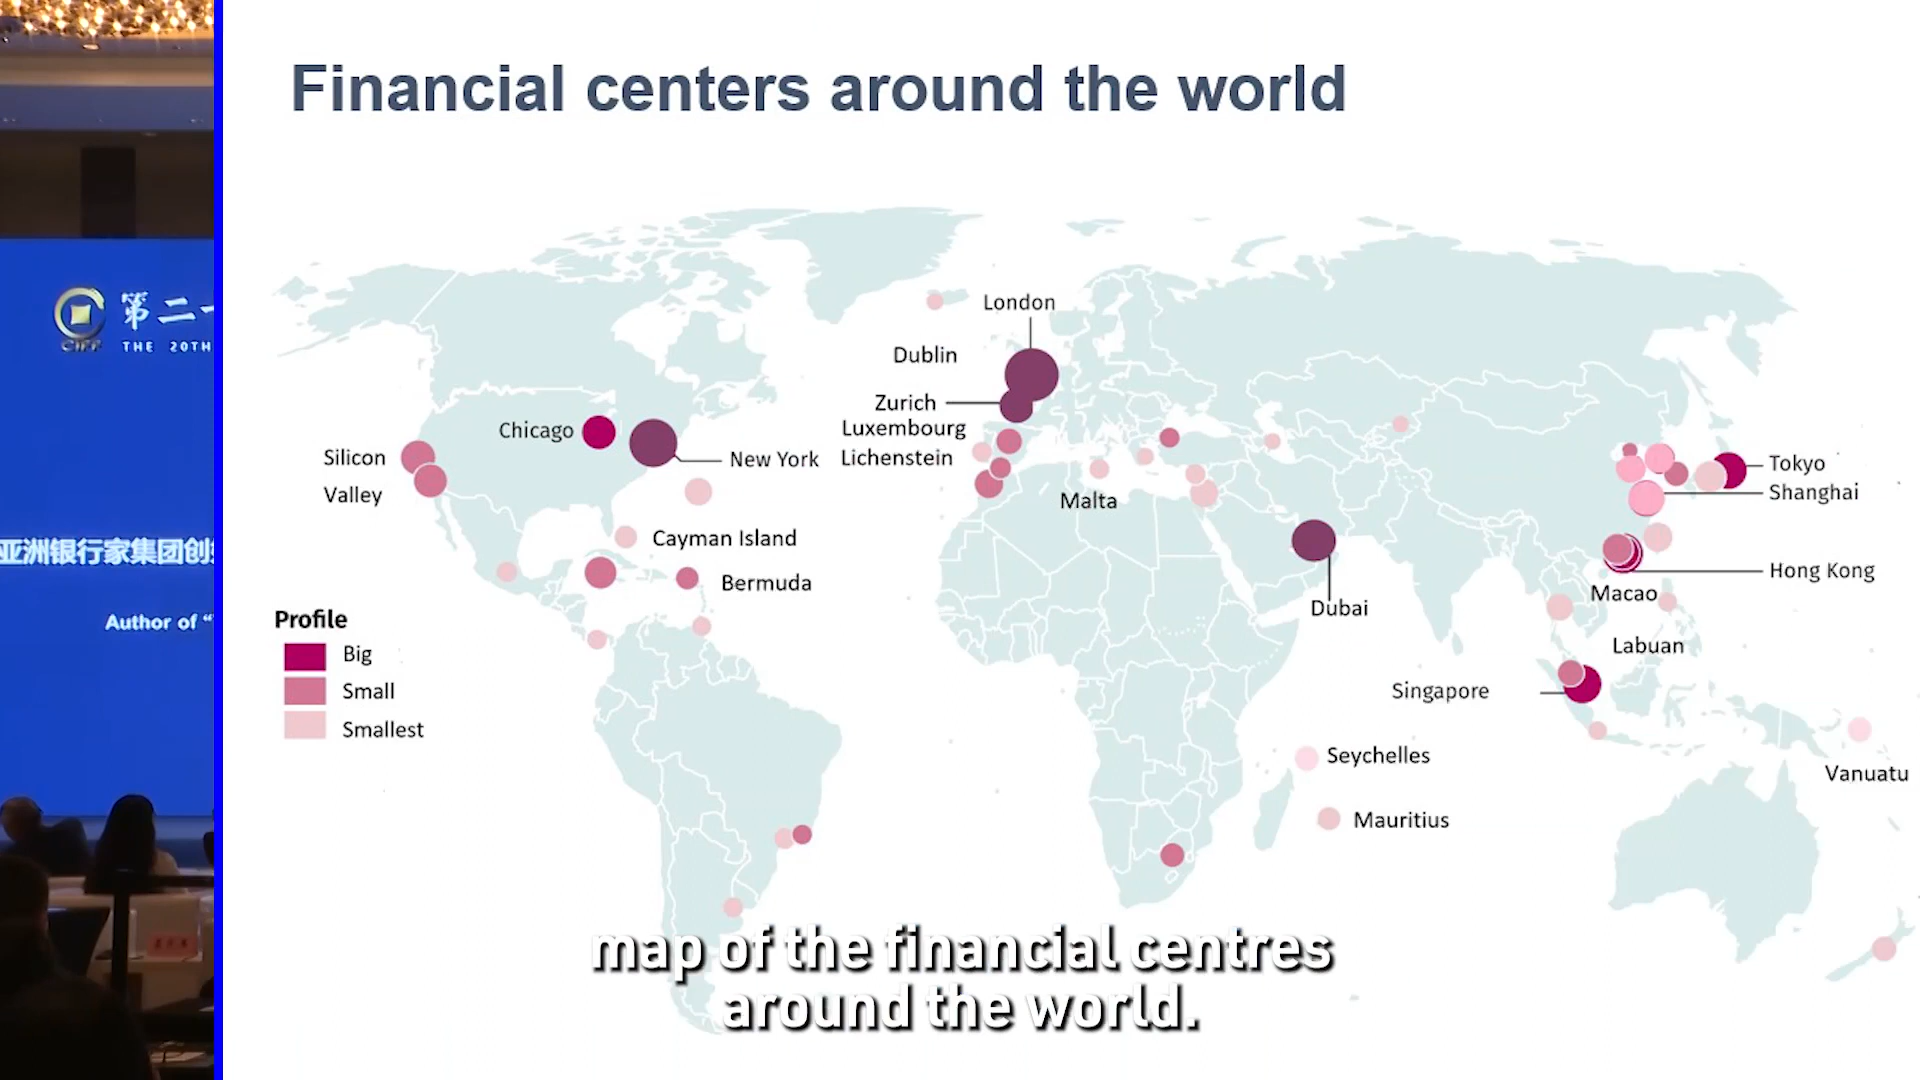 Financial centers around the world
第二十
THE 20TH
亚洲银行家集团创
Author of “
London
Dublin
Zurich
Luxembourg
Lichenstein
Chicago
New York
Silicon
Valley
Cayman Island
Bermuda
Malta
Dubai
Tokyo
Shanghai
Hong Kong
Macao
Labuan
Singapore
Seychelles
Mauritius
Vanuatu
Profile
Big
Small
Smallest
map of the financial centres
around the world.